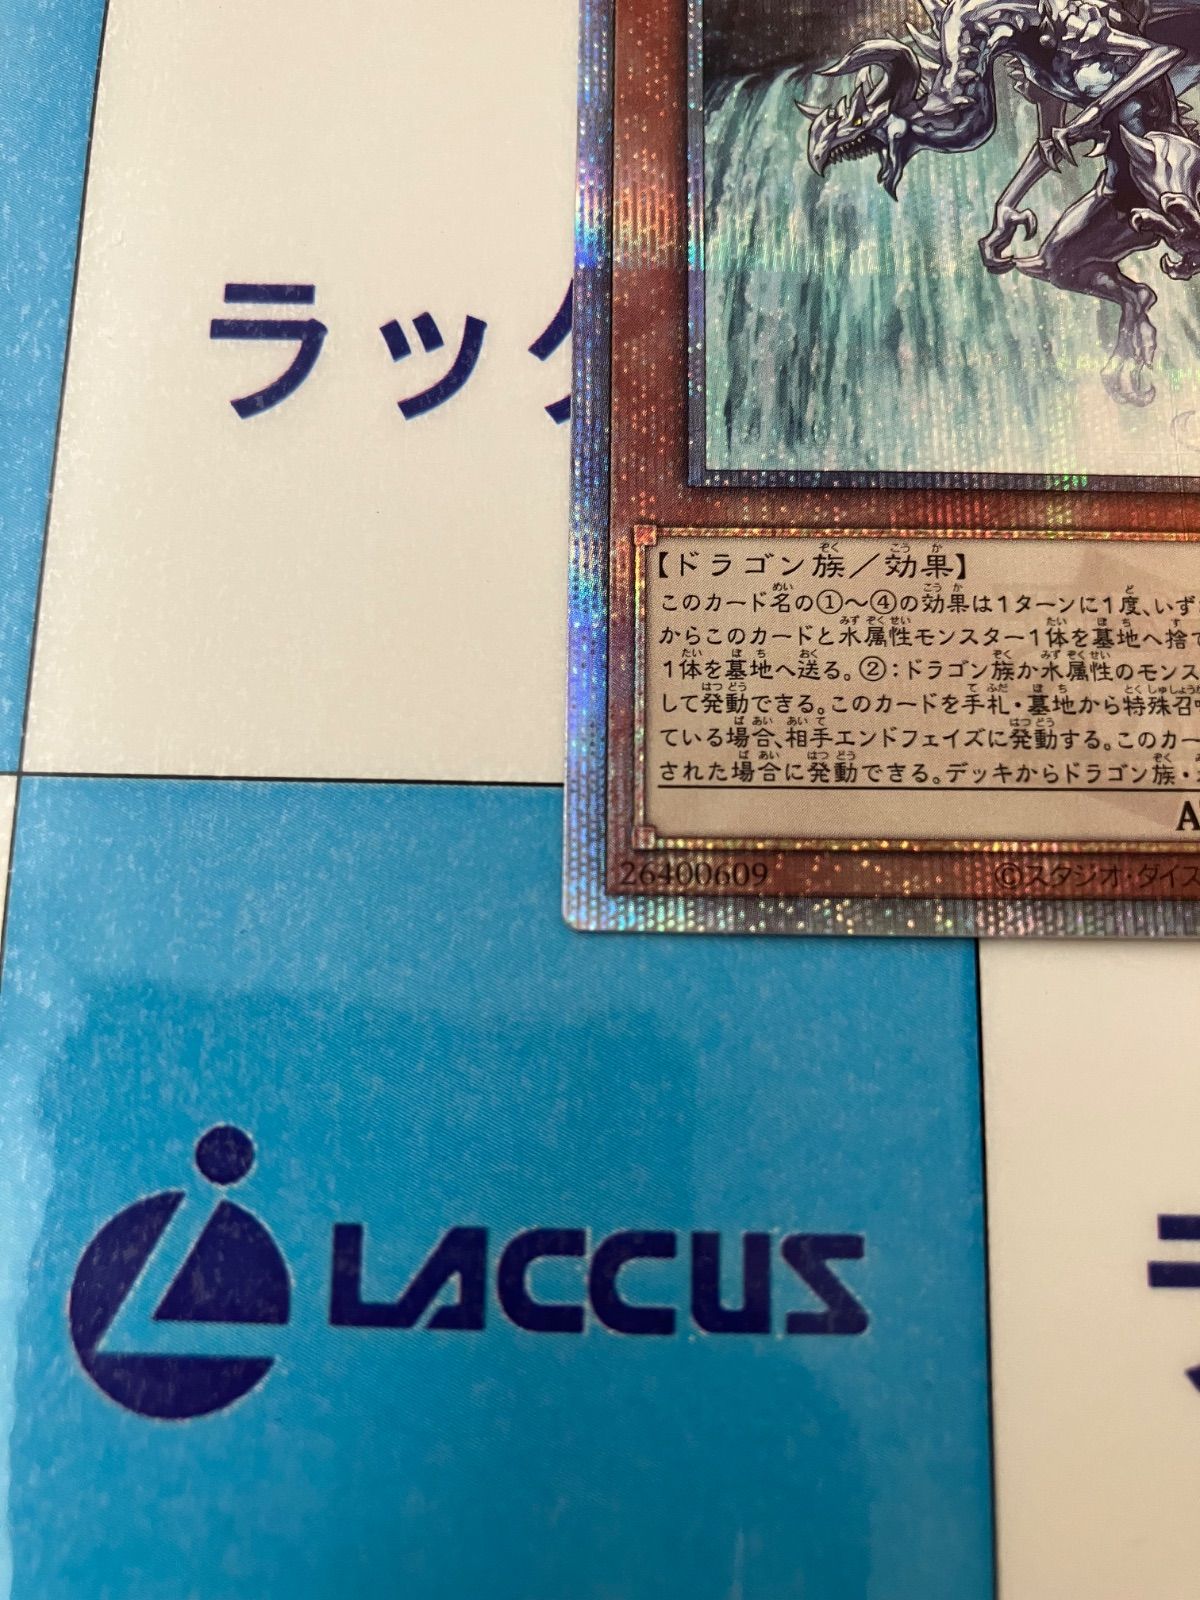 ラック
【ドラゴン族／効果】
このカード名の①～④の効果は1ターンに1度、いず
からこのカードと水属性モンスター1体を墓地へ捨て
1体を墓地へ送る。②：ドラゴン族か水属性のモンス
して発動できる。このカードを手札・墓地から特殊召
ている場合、相手エンドフェイズに発動する。このカー
された場合に発動できる。デッキからドラゴン族・
A
26400609 ©スタジオ・ダイス
LACCUS